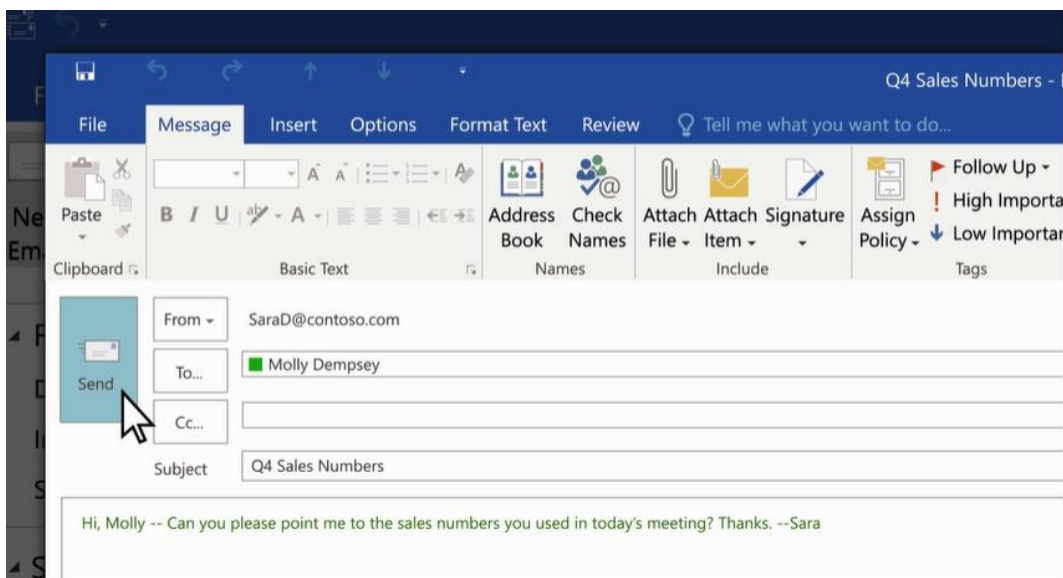 Q4 Sales Numbers -
File Message Insert Options Format Text Review Tell me what you want to do...
Paste
Clipboard
B I U ab A
Basic Text
Address Book
Check Names
Names
Attach File
Attach Item
Signature
Include
Assign Policy
Follow Up
High Importa
Low Importan
Tags
Send
From SaraD@contoso.com
To... Molly Dempsey
Cc...
Subject Q4 Sales Numbers
Hi, Molly -- Can you please point me to the sales numbers you used in today's meeting? Thanks. --Sara
Ne
Em